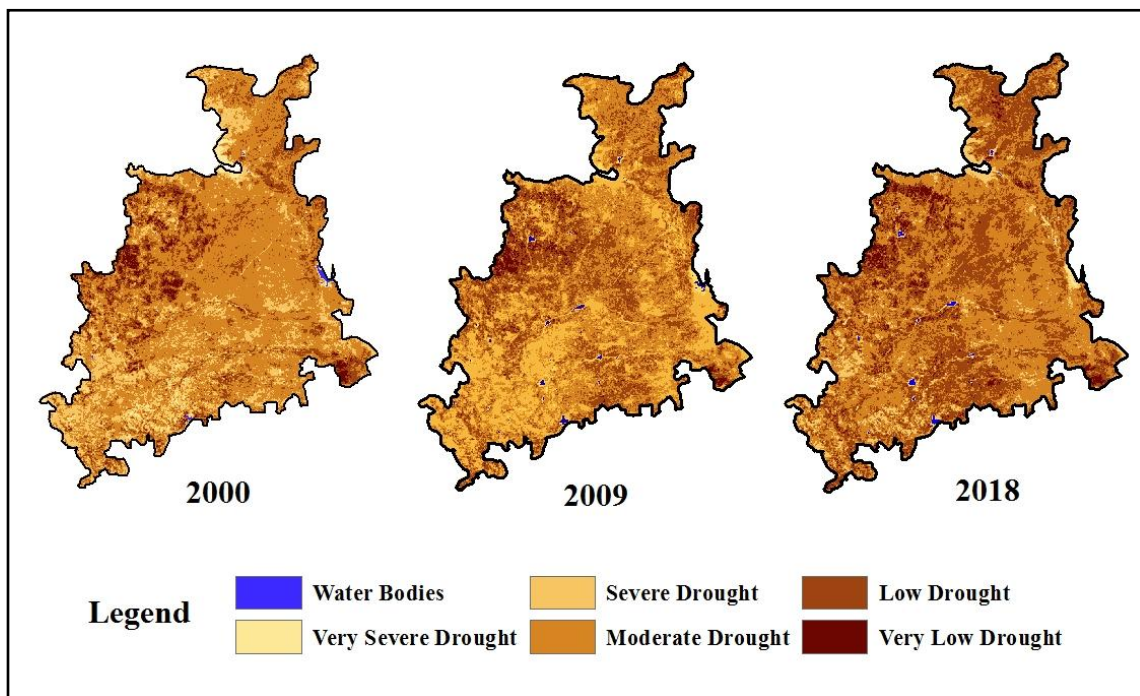 2000
2009
2018
Legend
Water Bodies
Severe Drought
Low Drought
Very Severe Drought
Moderate Drought
Very Low Drought